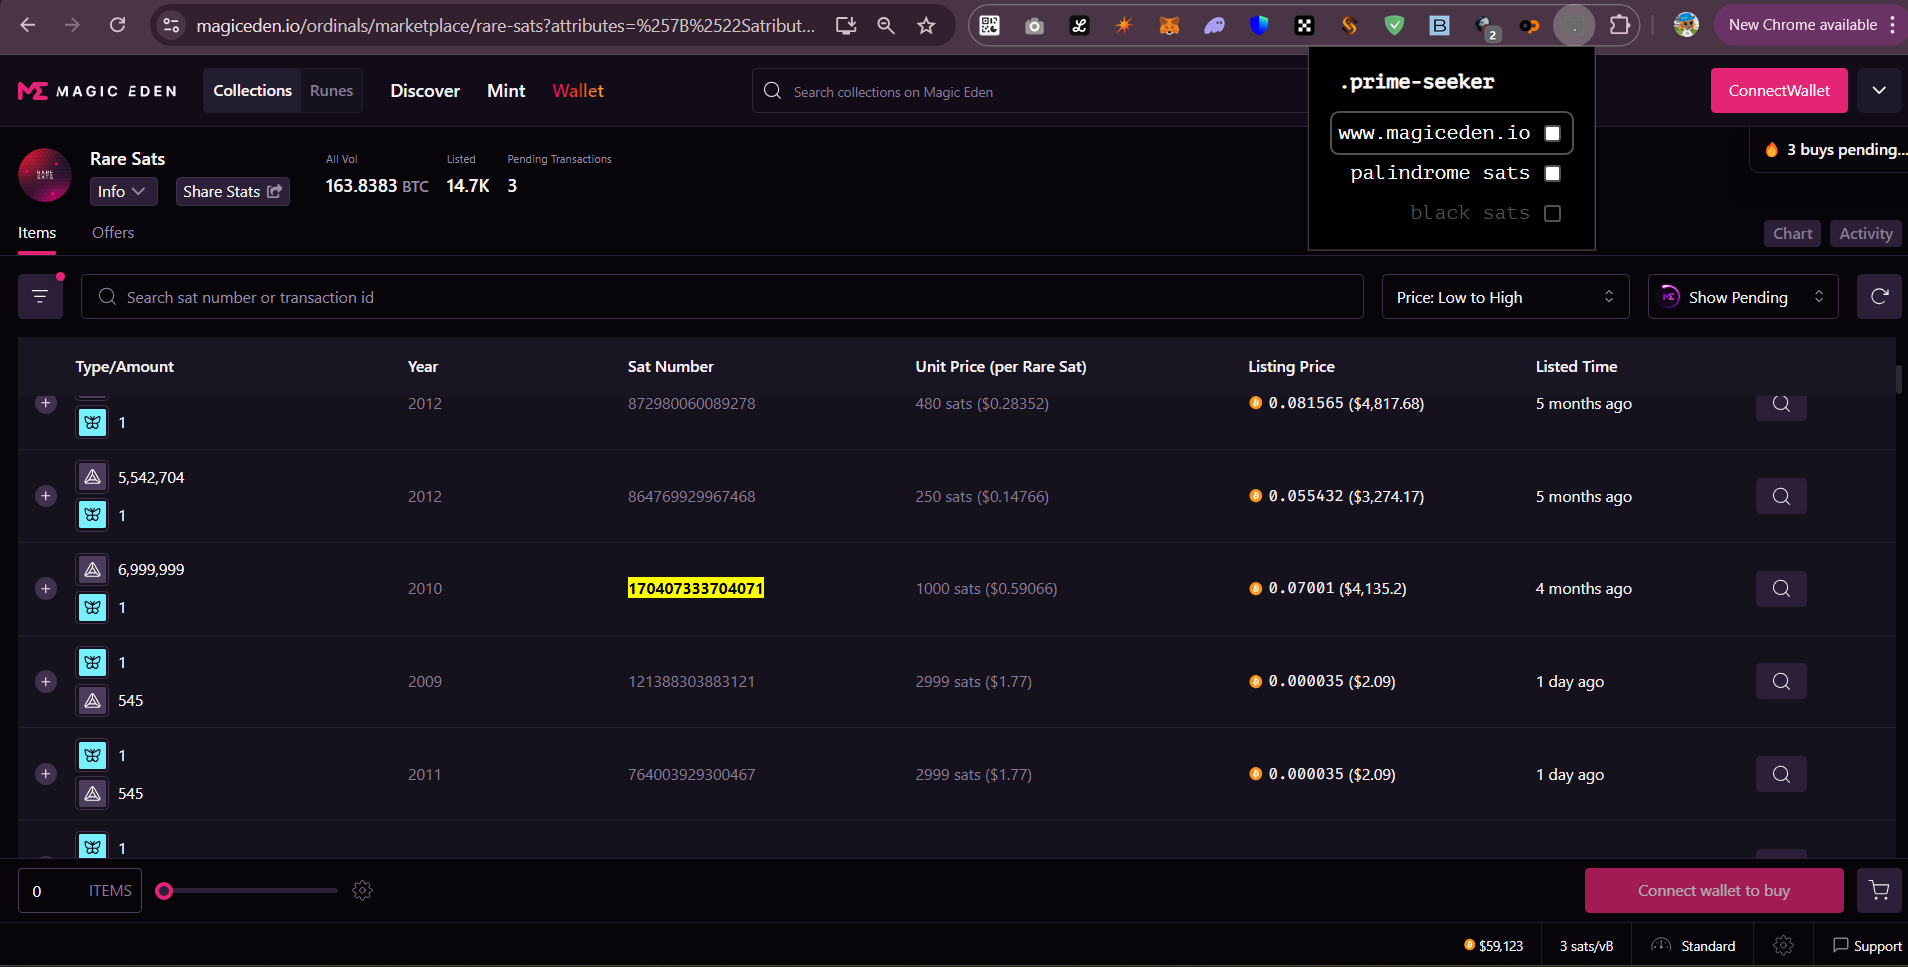 magiceden.io/ordinals/marketplace/rare-sats?attributes=%257B%2522Satribut...
2
New Chrome available
MAGIC EDEN
Collections
Runes
Discover
Mint
Wallet
Search collections on Magic Eden
ConnectWallet
.prime-seeker
www.magiceden.io
palindrome sats
black sats
RARE
SATS
Rare Sats
Info
Share Stats
All Vol
163.8383 BTC
Listed
14.7K
Pending Transactions
3
3 buys pending...
Items
Offers
Chart
Activity
Search sat number or transaction id
Price: Low to High
Show Pending
Type/Amount Year Sat Number Unit Price (per Rare Sat) Listing Price Listed Time
2012 872980060089278 480 sats ($0.28352) 0.081565 ($4,817.68) 5 months ago
1
5,542,704
2012 864769929967468 250 sats ($0.14766) 0.055432 ($3,274.17) 5 months ago
1
6,999,999
2010 170407333704071 1000 sats ($0.59066) 0.07001 ($4,135.2) 4 months ago
1
1
2009 121388303883121 2999 sats ($1.77) 0.000035 ($2.09) 1 day ago
545
1
2011 764003929300467 2999 sats ($1.77) 0.000035 ($2.09) 1 day ago
545
1
0 ITEMS
Connect wallet to buy
$59,123
3 sats/vB
Standard
Support